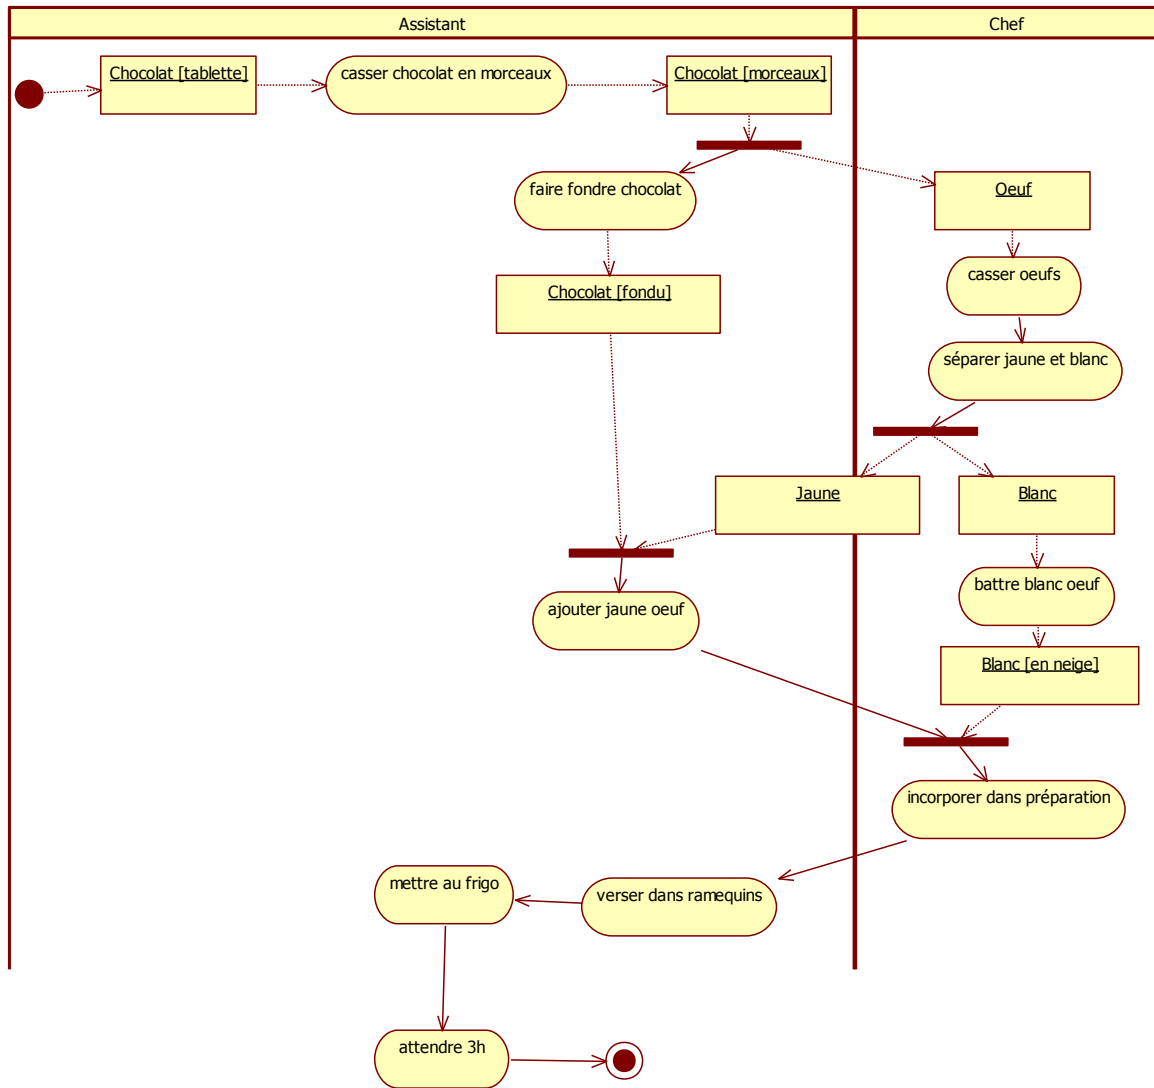 Assistant
Chef
Chocolat [tablette]
casser chocolat en morceaux
Chocolat [morceaux]
faire fondre chocolat
Oeuf
casser oeufs
Chocolat [fondu]
séparer jaune et blanc
Jaune
Blanc
battre blanc oeuf
ajouter jaune oeuf
Blanc [en neige]
incorporer dans préparation
mettre au frigo
verser dans ramequins
attendre 3h